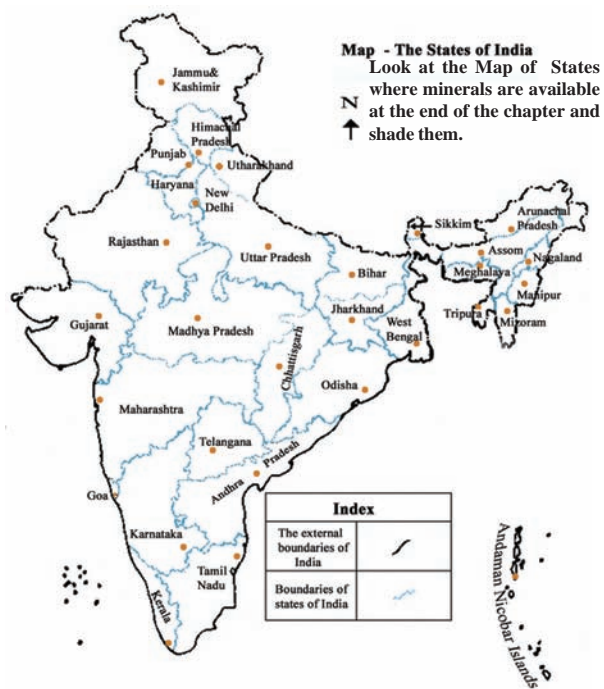 Map - The States of India
Look at the Map of States
where minerals are available
at the end of the chapter and
shade them.
N
Jammu&
Kashimir
Himachal
Pradesh
Punjab
Utharakhand
Haryana
New
Delhi
Rajasthan
Uttar Pradesh
Sikkim
Arunachal
Pradesh
Assom
Nagaland
Meghalaya
Manipur
Bihar
Tripura
Mizoram
Gujarat
Madhya Pradesh
Jharkhand
West
Bengal
Chhattisgarh
Odisha
Maharashtra
Telangana
Andhra Pradesh
Goa
Karnataka
Tamil
Nadu
Kerala
Index
The external
boundaries of
India
Boundaries of
states of India
Andaman Nicobar Islands